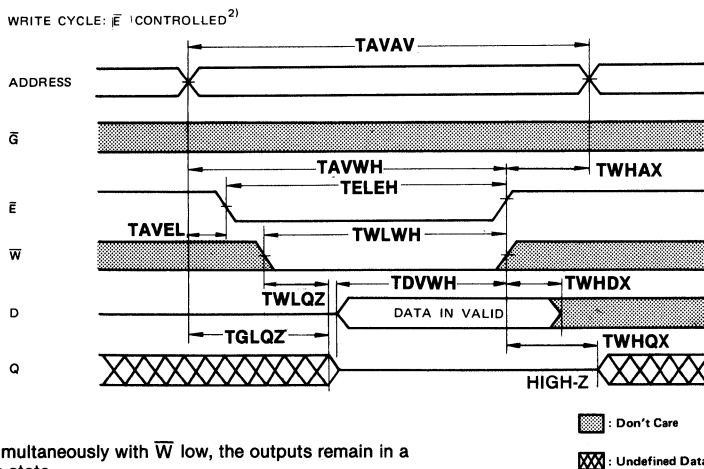 WRITE CYCLE: E̅ CONTROLLED²⁾
TAVAV
ADDRESS
G̅
TAVWH
TWHAX
TELEH
E̅
TAVEL
TWLWH
W̅
TWLQZ
TDVWH
TWHDX
D
DATA IN VALID
TGLQZ
TWHQX
Q
HIGH-Z
: Don't Care
multaneously with W̅ low, the outputs remain in a
state
: Undefined Data